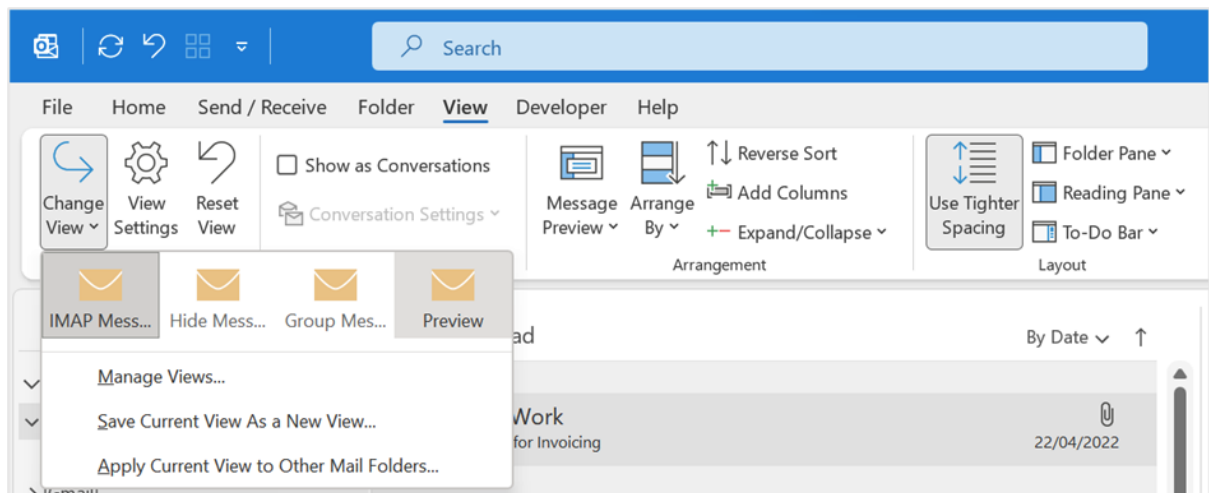 Search
File Home Send / Receive Folder View Developer Help
Change View
View Settings
Reset View
Show as Conversations
Conversation Settings
Message Preview
Arrange By
Reverse Sort
Add Columns
Expand/Collapse
Arrangement
Use Tighter Spacing
Folder Pane
Reading Pane
To-Do Bar
Layout
IMAP Mess... Hide Mess... Group Mes... Preview
Manage Views...
Save Current View As a New View...
Apply Current View to Other Mail Folders...
ad
By Date
Work
for Invoicing
22/04/2022